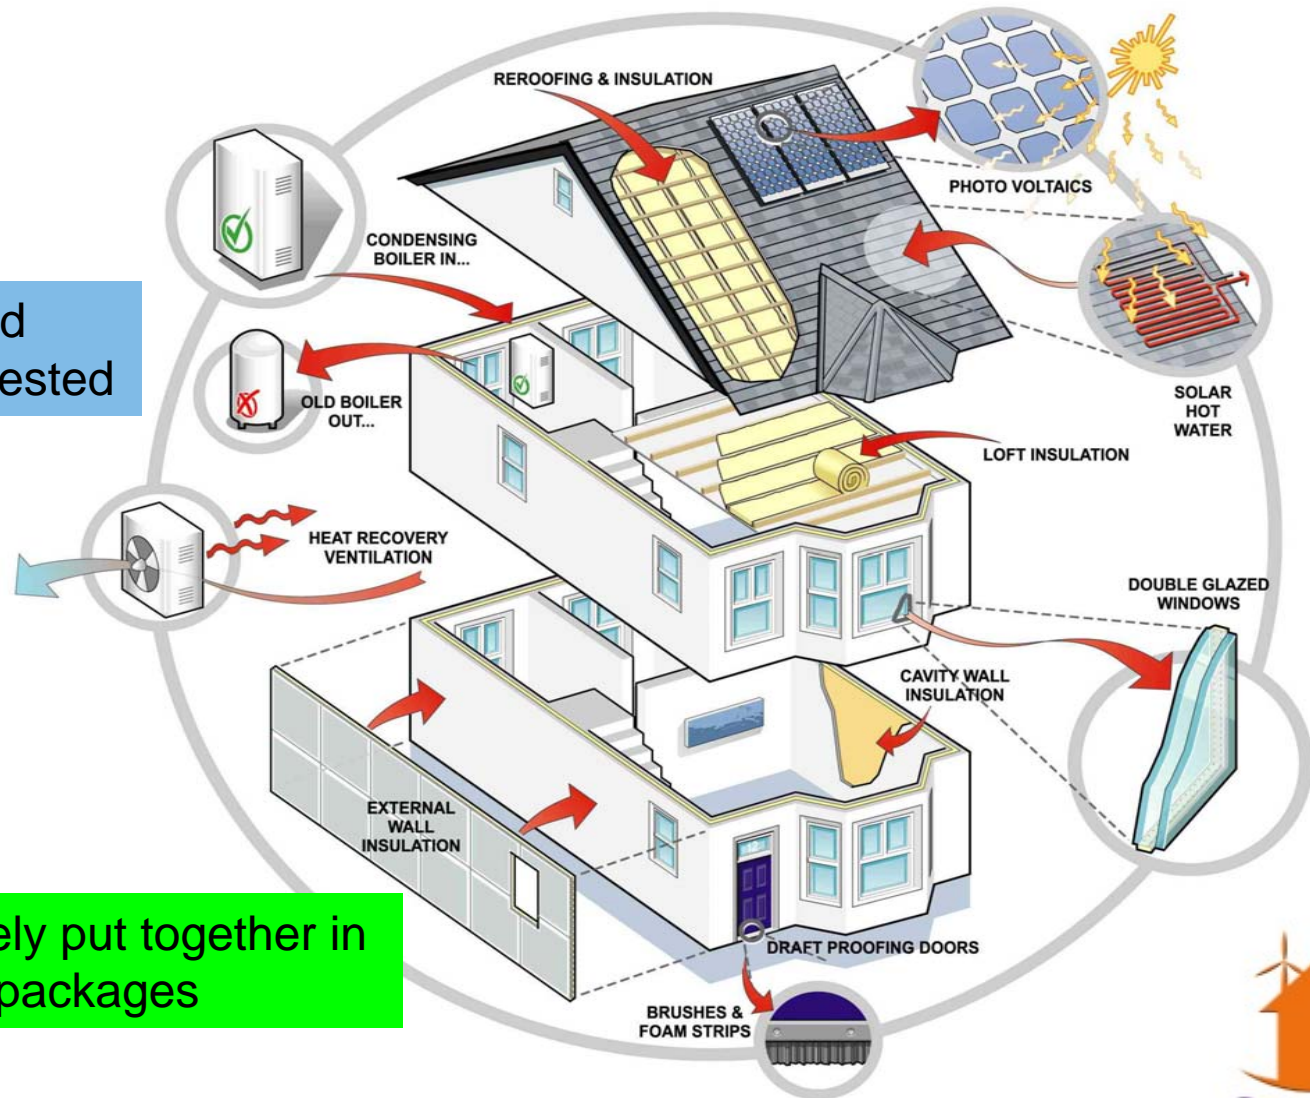 REROOFING & INSULATION
PHOTO VOLTAICS
CONDENSING
BOILER IN...
OLD BOILER
OUT...
SOLAR
HOT
WATER
LOFT INSULATION
HEAT RECOVERY
VENTILATION
DOUBLE GLAZED
WINDOWS
CAVITY WALL
INSULATION
EXTERNAL
WALL
INSULATION
12
DRAFT PROOFING DOORS
BRUSHES &
FOAM STRIPS
d
ested
ely put together in
packages